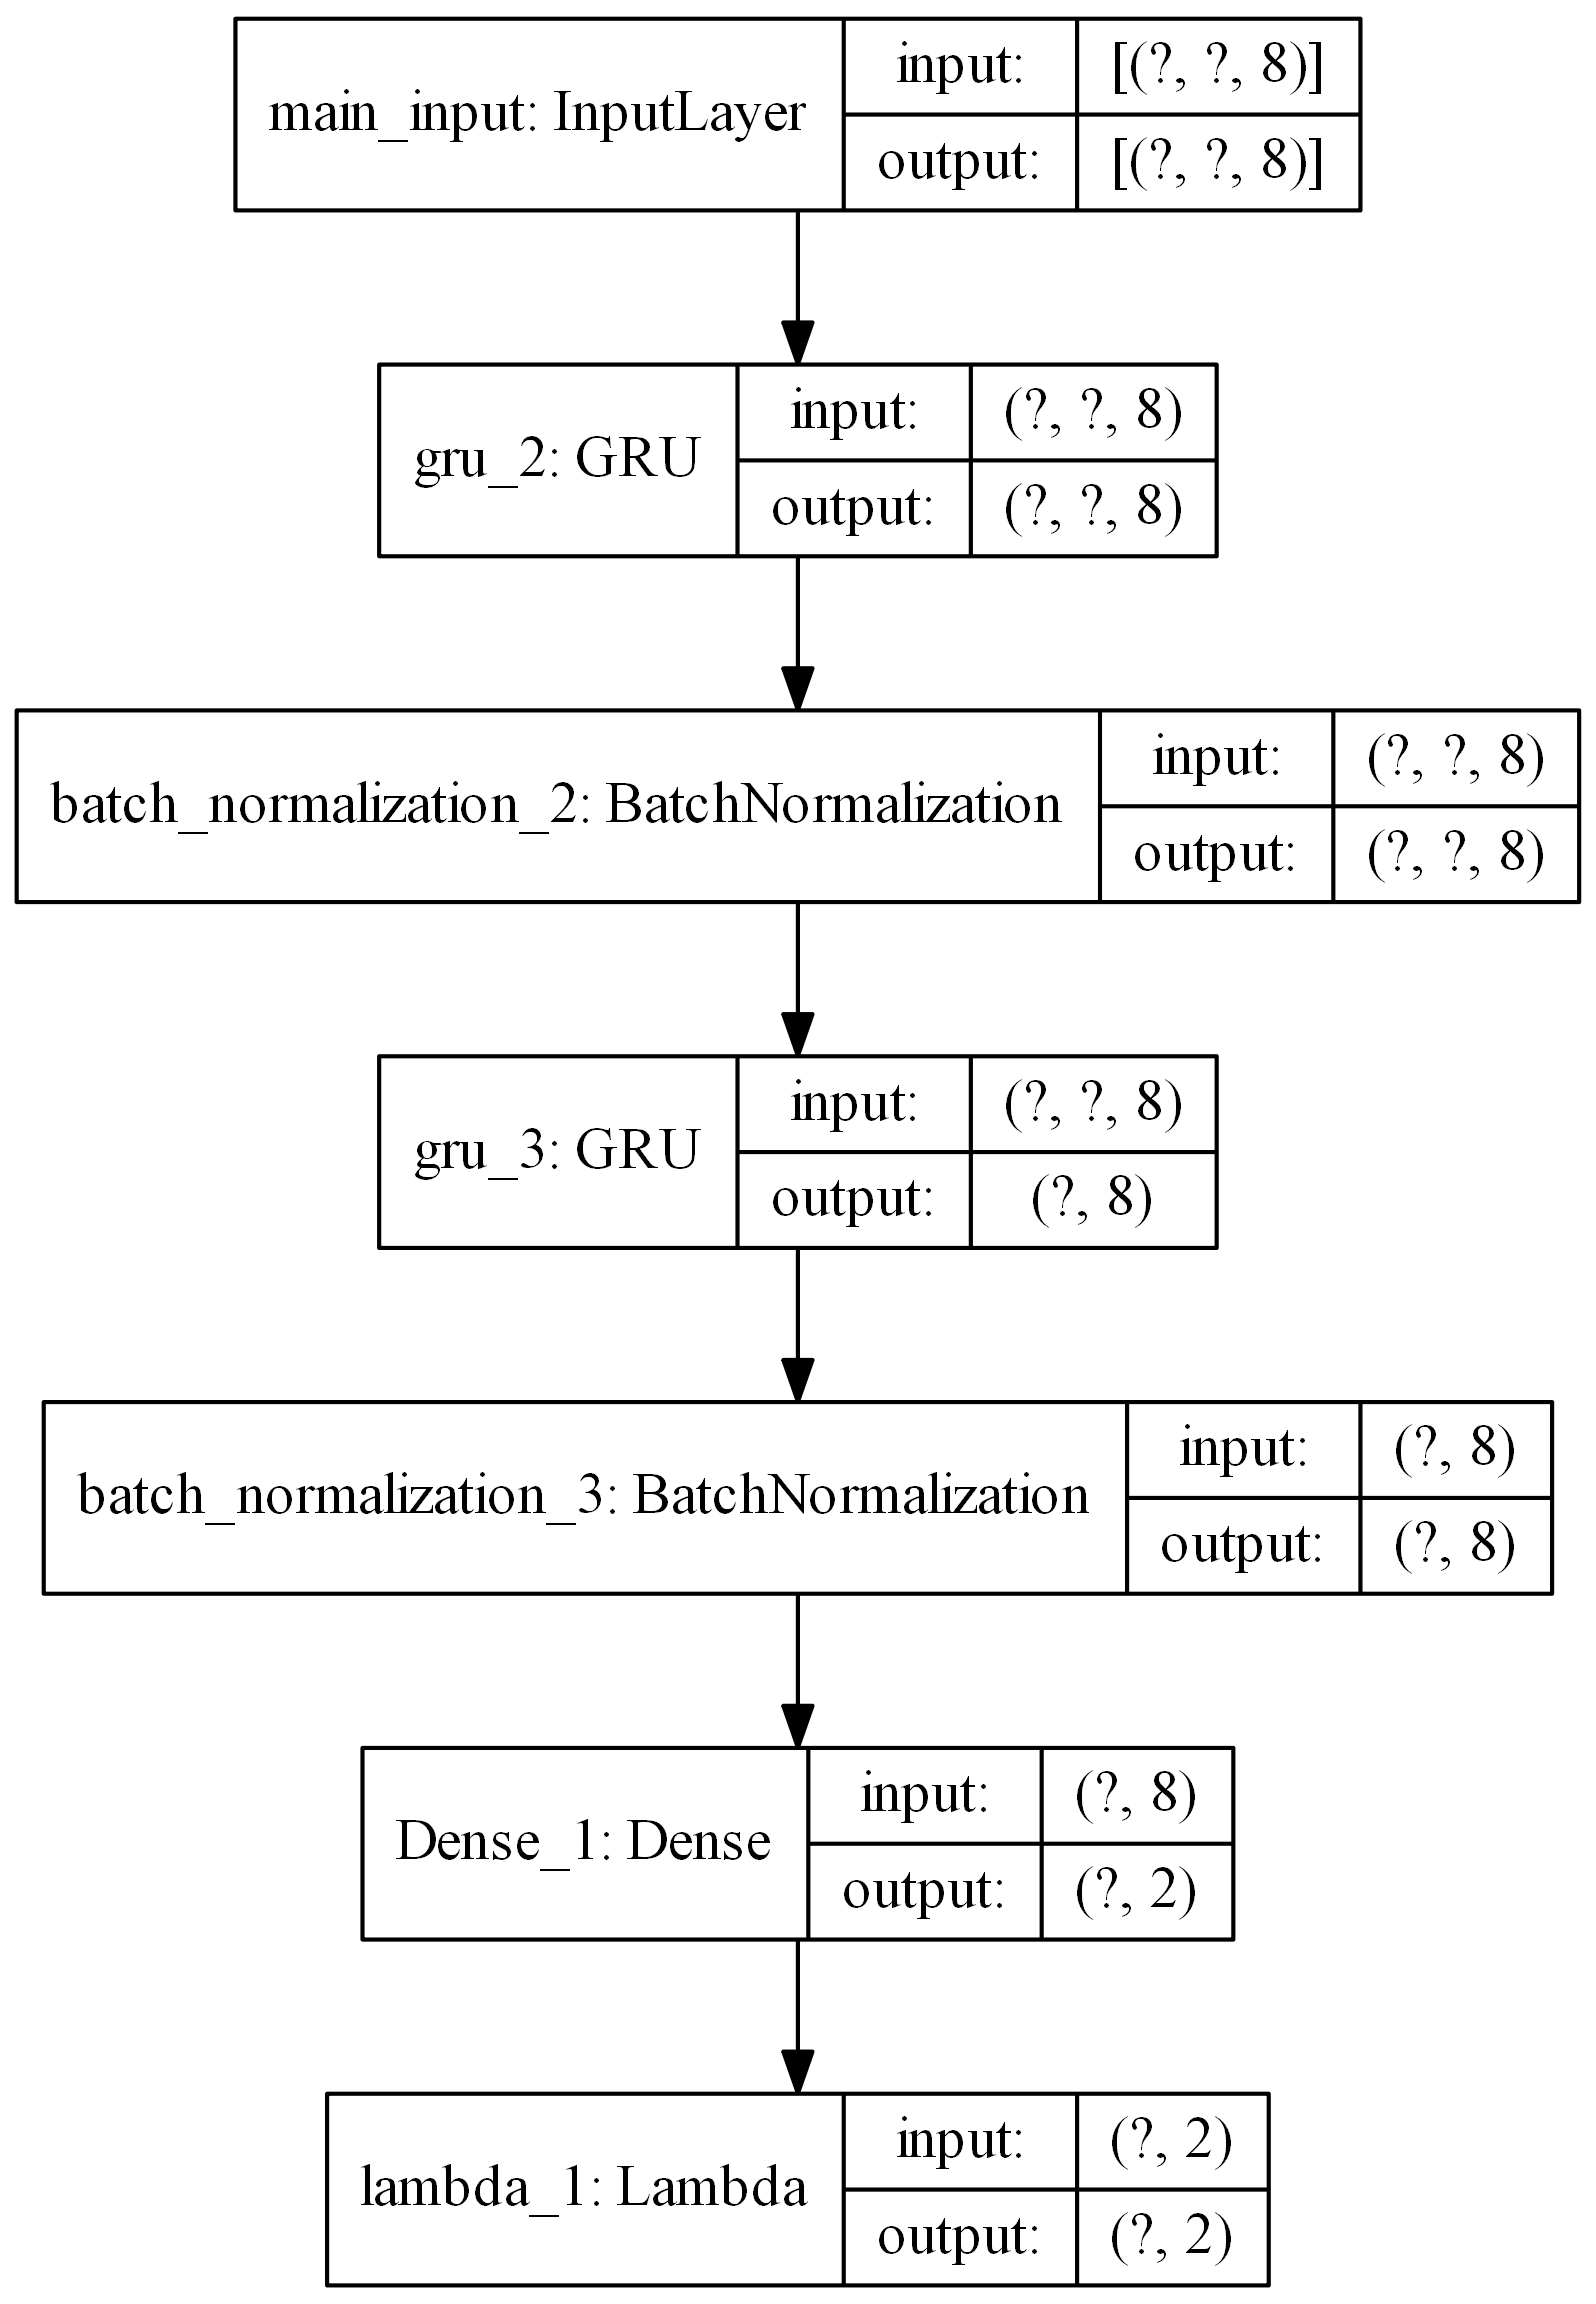 main_input: InputLayer
input:
[(?, ?, 8)]
output:
[(?, ?, 8)]
gru_2: GRU
input:
(?, ?, 8)
output:
(?, ?, 8)
batch_normalization_2: BatchNormalization
input:
(?, ?, 8)
output:
(?, ?, 8)
gru_3: GRU
input:
(?, ?, 8)
output:
(?, 8)
batch_normalization_3: BatchNormalization
input:
(?, 8)
output:
(?, 8)
Dense_1: Dense
input:
(?, 8)
output:
(?, 2)
lambda_1: Lambda
input:
(?, 2)
output:
(?, 2)